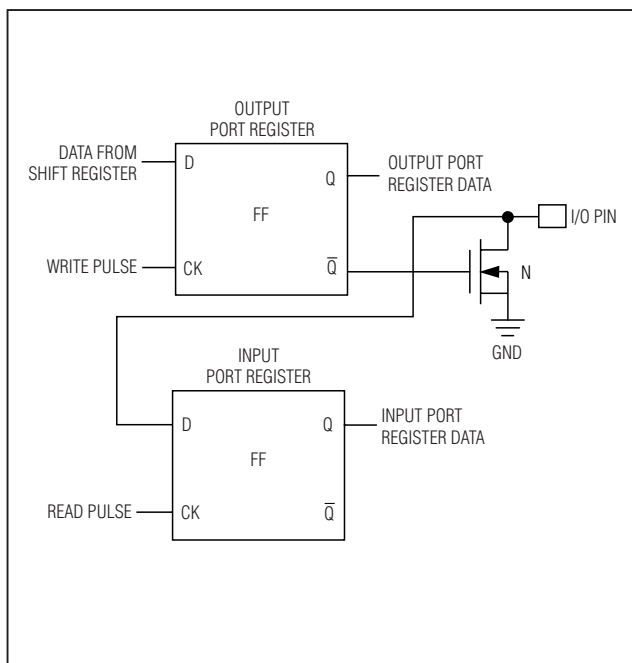 OUTPUT
PORT REGISTER
DATA FROM
SHIFT REGISTER
D
Q
OUTPUT PORT
REGISTER DATA
FF
I/O PIN
WRITE PULSE
CK
Q̅
N
GND
INPUT
PORT REGISTER
D
Q
INPUT PORT
REGISTER DATA
FF
READ PULSE
CK
Q̅